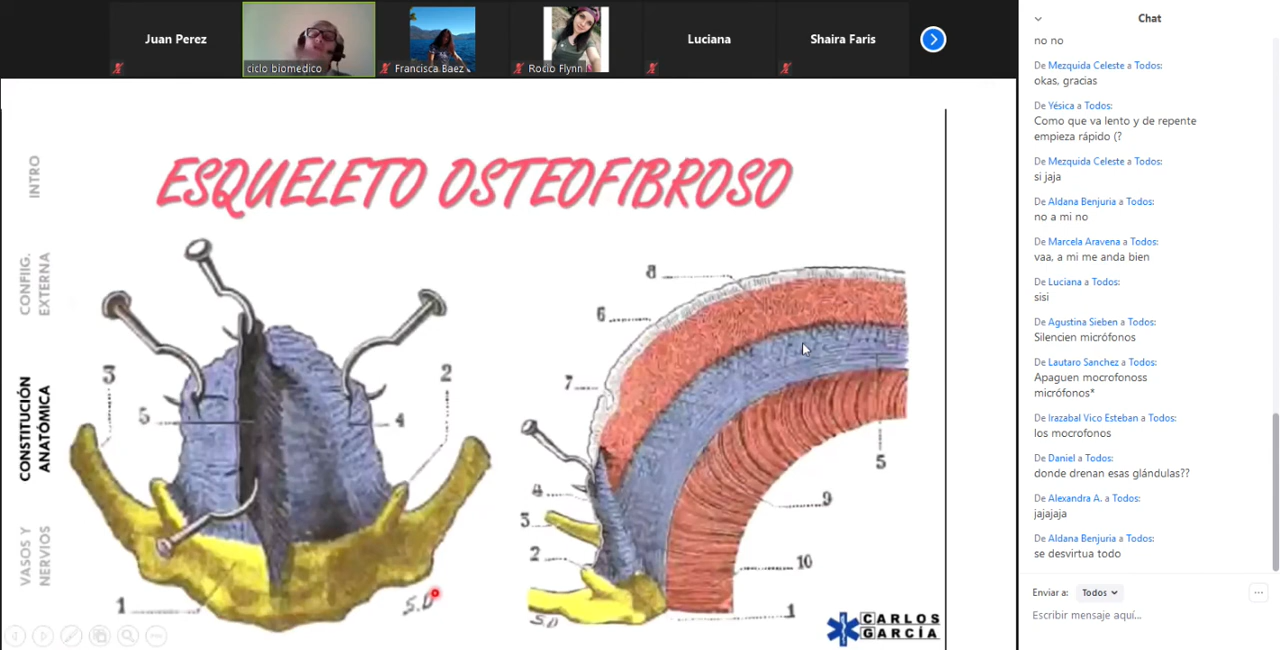 Juan Perez
ciclo biomedico
Francisca Baez
Rocio Flynn
Luciana
Shaira Faris
INTRO
CONFIIG.
EXTERNA
CONSTITUCIÓN
ANATÓMICA
VASOS Y
NERVIOS
ESQUELETO OSTEOFIBROSO
3
2
5
4
1
S.D
8
6
7
4
3
2
5
9
10
1
S.D
CARLOS
GARCÍA
Chat
no no
De Mezquida Celeste a Todos:
okas, gracias
De Yésica a Todos:
Como que va lento y de repente
empieza rápido (?
De Mezquida Celeste a Todos:
si jaja
De Aldana Benjuria a Todos:
no a mi no
De Marcela Aravena a Todos:
vaa, a mi me anda bien
De Luciana a Todos:
sisi
De Agustina Sieben a Todos:
Silencien micrófonos
De Lautaro Sanchez a Todos:
Apaguen mocrofonoss
micrófonos*
De Irazabal Vico Esteban a Todos:
los mocrofonos
De Daniel a Todos:
donde drenan esas glándulas??
De Alexandra A. a Todos:
jajajaja
De Aldana Benjuria a Todos:
se desvirtua todo
Enviar a: Todos
Escribir mensaje aquí...